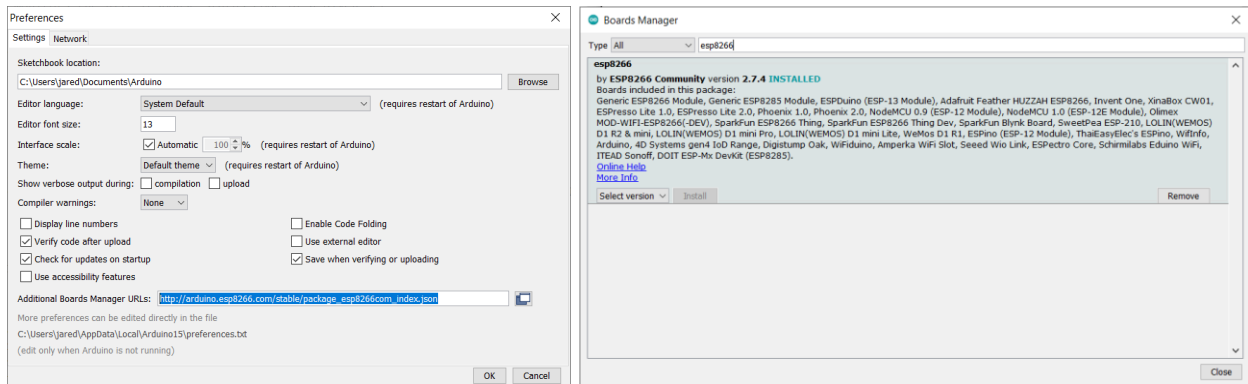 Preferences
Settings Network
Sketchbook location:
C:\Users\jared\Documents\Arduino Browse
Editor language: System Default (requires restart of Arduino)
Editor font size: 13
Interface scale: Automatic 100 % (requires restart of Arduino)
Theme: Default theme (requires restart of Arduino)
Show verbose output during: compilation upload
Compiler warnings: None
Display line numbers Enable Code Folding
Verify code after upload Use external editor
Check for updates on startup Save when verifying or uploading
Use accessibility features
Additional Boards Manager URLs: http://arduino.esp8266.com/stable/package_esp8266com_index.json
More preferences can be edited directly in the file
C:\Users\jared\AppData\Local\Arduino15\preferences.txt
(edit only when Arduino is not running)
OK Cancel
Boards Manager
Type All esp8266
esp8266
by ESP8266 Community version 2.7.4 INSTALLED
Boards included in this package:
Generic ESP8266 Module, Generic ESP8285 Module, ESPDuino (ESP-13 Module), Adafruit Feather HUZZAH ESP8266, Invent One, XinaBox CW01,
ESPresso Lite 1.0, ESPresso Lite 2.0, Phoenix 1.0, Phoenix 2.0, NodeMCU 0.9 (ESP-12 Module), NodeMCU 1.0 (ESP-12E Module), Olimex
MOD-WIFI-ESP8266(-DEV), SparkFun ESP8266 Thing, SparkFun ESP8266 Thing Dev, SparkFun Blynk Board, SweetPea ESP-210, LOLIN(WEMOS)
D1 R2 & mini, LOLIN(WEMOS) D1 mini Pro, LOLIN(WEMOS) D1 mini Lite, WeMos D1 R1, ESPino (ESP-12 Module), ThaiEasyElec's ESPino, WifInfo,
Arduino, 4D Systems gen4 IoD Range, Digistump Oak, WiFiduino, Amperka WiFi Slot, Seeed Wio Link, ESPectro Core, Schirmilabs Eduino WiFi,
ITEAD Sonoff, DOIT ESP-Mx DevKit (ESP8285).
Online Help
More Info
Select version Install Remove
Close